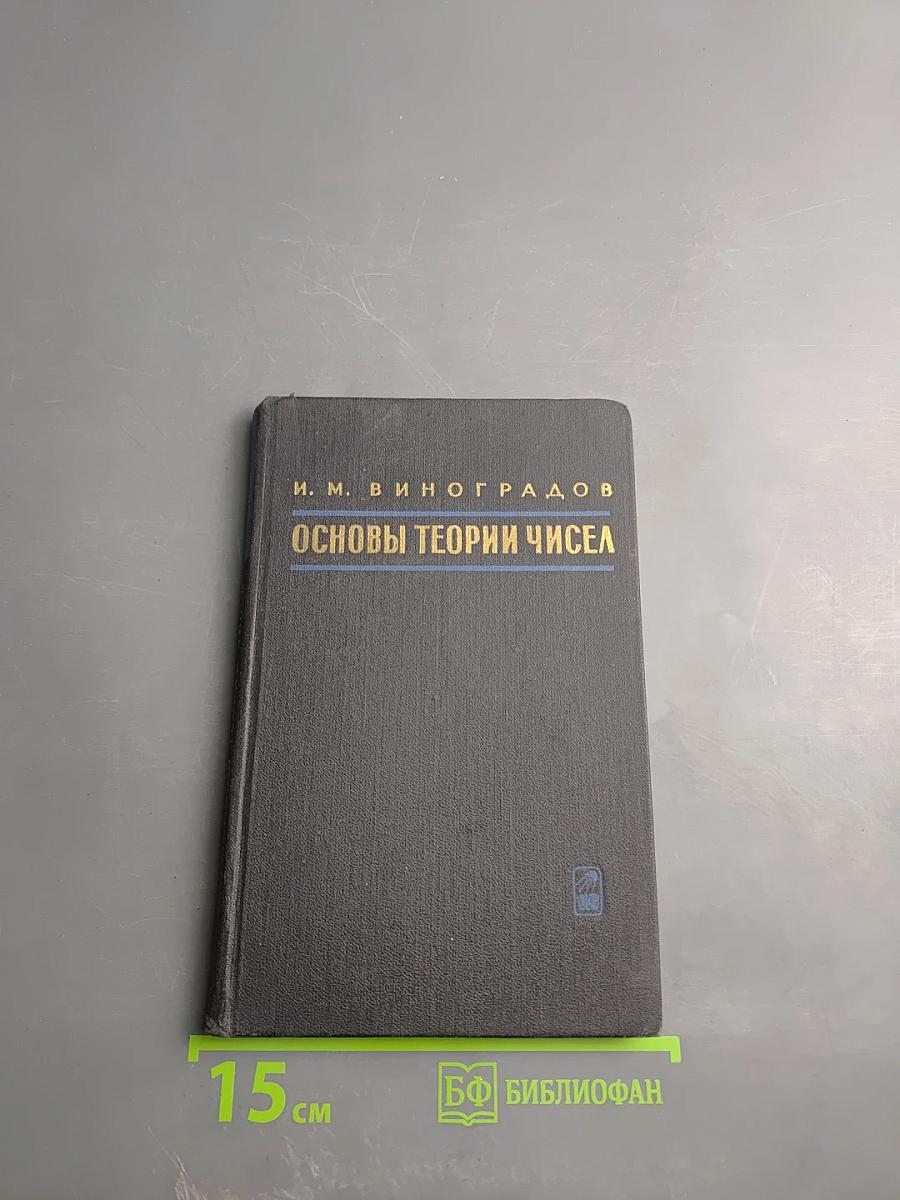 И. М. ВИНОГРАДОВ
ОСНОВЫ ТЕОРИИ ЧИСЕЛ
15 см
БФ БИБЛИОФАН